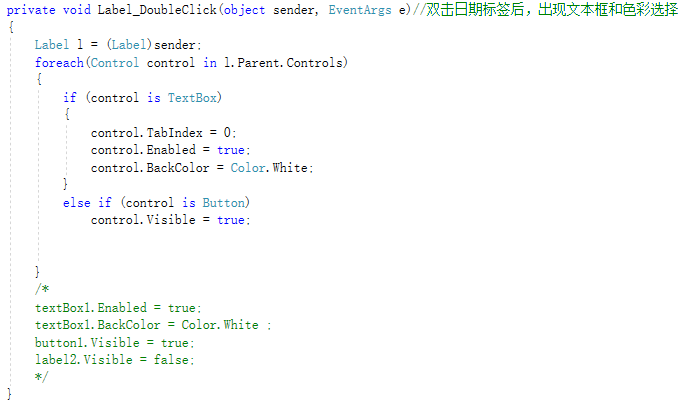 private void Label_DoubleClick(object sender, EventArgs e)//双击日期标签后，出现文本框和色彩选择
{
Label l = (Label)sender;
foreach(Control control in l.Parent.Controls)
{
if (control is TextBox)
{
control.TabIndex = 0;
control.Enabled = true;
control.BackColor = Color.White;
}
else if (control is Button)
control.Visible = true;
}
/*
textBox1.Enabled = true;
textBox1.BackColor = Color.White ;
button1.Visible = true;
label2.Visible = false;
*/
}